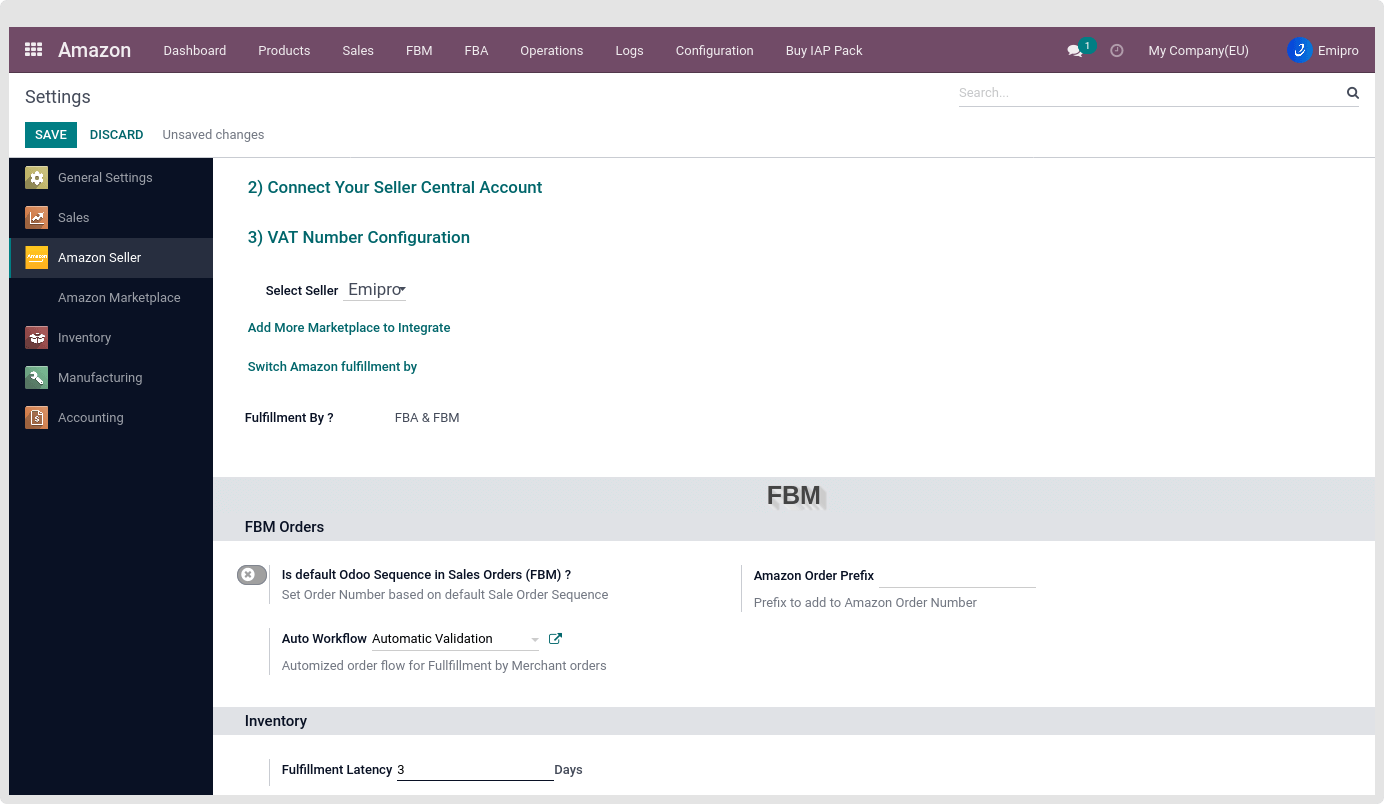 Amazon Dashboard Products Sales FBM FBA Operations Logs Configuration Buy IAP Pack 1 My Company(EU) Emipro
Settings
Search...
SAVE DISCARD Unsaved changes
General Settings
Sales
Amazon
Amazon Seller
Amazon Marketplace
Inventory
Manufacturing
Accounting
2) Connect Your Seller Central Account
3) VAT Number Configuration
Select Seller Emipro
Add More Marketplace to Integrate
Switch Amazon fulfillment by
Fulfillment By ? FBA & FBM
FBM
FBM Orders
Is default Odoo Sequence in Sales Orders (FBM) ?
Set Order Number based on default Sale Order Sequence
Amazon Order Prefix
Prefix to add to Amazon Order Number
Auto Workflow Automatic Validation
Automized order flow for Fullfillment by Merchant orders
Inventory
Fulfillment Latency 3 Days